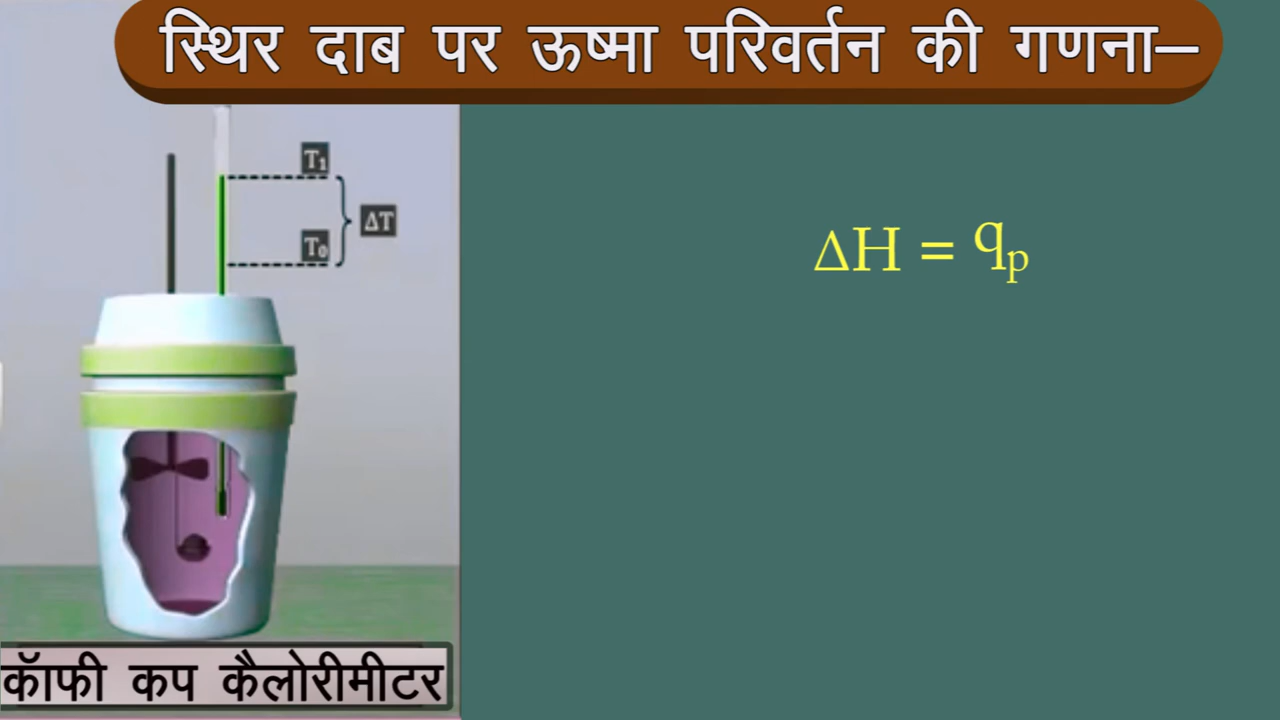 स्थिर दाब पर ऊष्मा परिवर्तन की गणना–
T₁
ΔT
T₀
ΔH = qₚ
कॅाफी कप कैलोरीमीटर